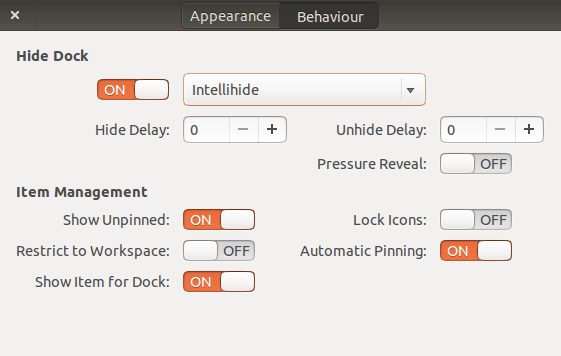 Appearance Behaviour
Hide Dock
ON Intellihide
Hide Delay: 0 Unhide Delay: 0
Pressure Reveal: OFF
Item Management
Show Unpinned: ON Lock Icons: OFF
Restrict to Workspace: OFF Automatic Pinning: ON
Show Item for Dock: ON